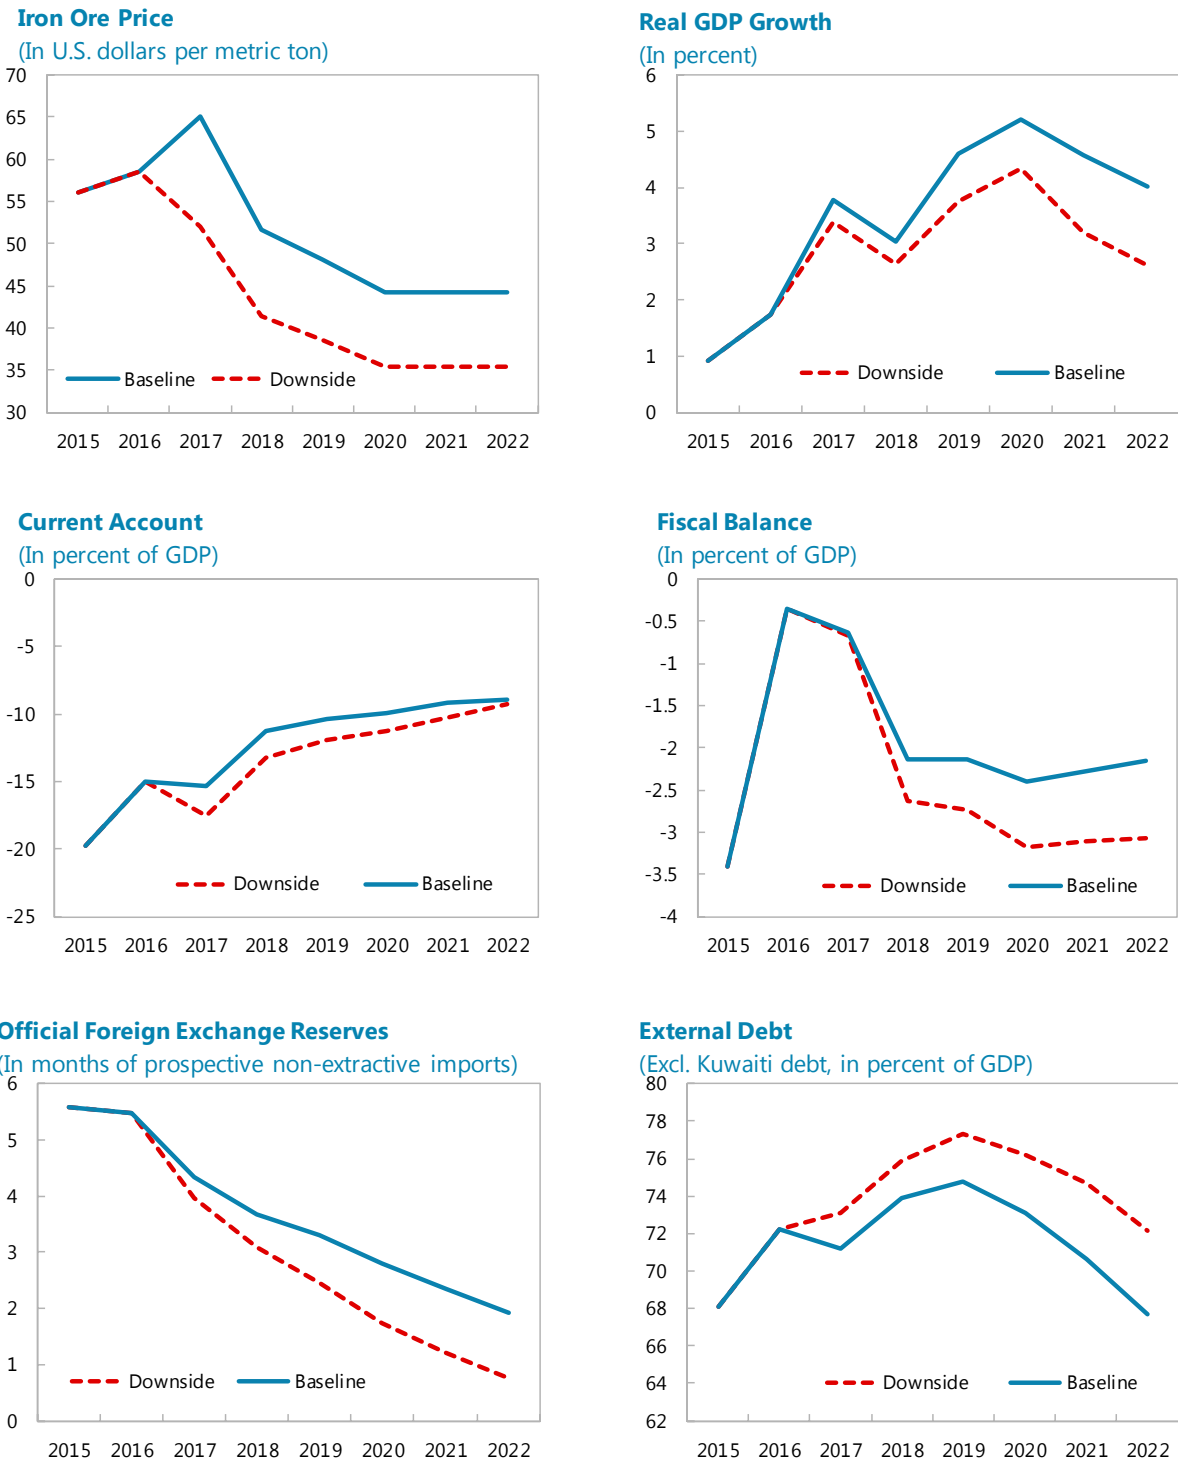 Iron Ore Price
(In U.S. dollars per metric ton)
70
65
60
55
50
45
40
35
30
Baseline Downside
2015 2016 2017 2018 2019 2020 2021 2022
Real GDP Growth
(In percent)
6
5
4
3
2
1
0
Downside Baseline
2015 2016 2017 2018 2019 2020 2021 2022
Current Account
(In percent of GDP)
0
-5
-10
-15
-20
-25
Downside Baseline
2015 2016 2017 2018 2019 2020 2021 2022
Fiscal Balance
(In percent of GDP)
0
-0.5
-1
-1.5
-2
-2.5
-3
-3.5
-4
Downside Baseline
2015 2016 2017 2018 2019 2020 2021 2022
Official Foreign Exchange Reserves
(In months of prospective non-extractive imports)
6
5
4
3
2
1
0
Downside Baseline
2015 2016 2017 2018 2019 2020 2021 2022
External Debt
(Excl. Kuwaiti debt, in percent of GDP)
80
78
76
74
72
70
68
66
64
62
Downside Baseline
2015 2016 2017 2018 2019 2020 2021 2022